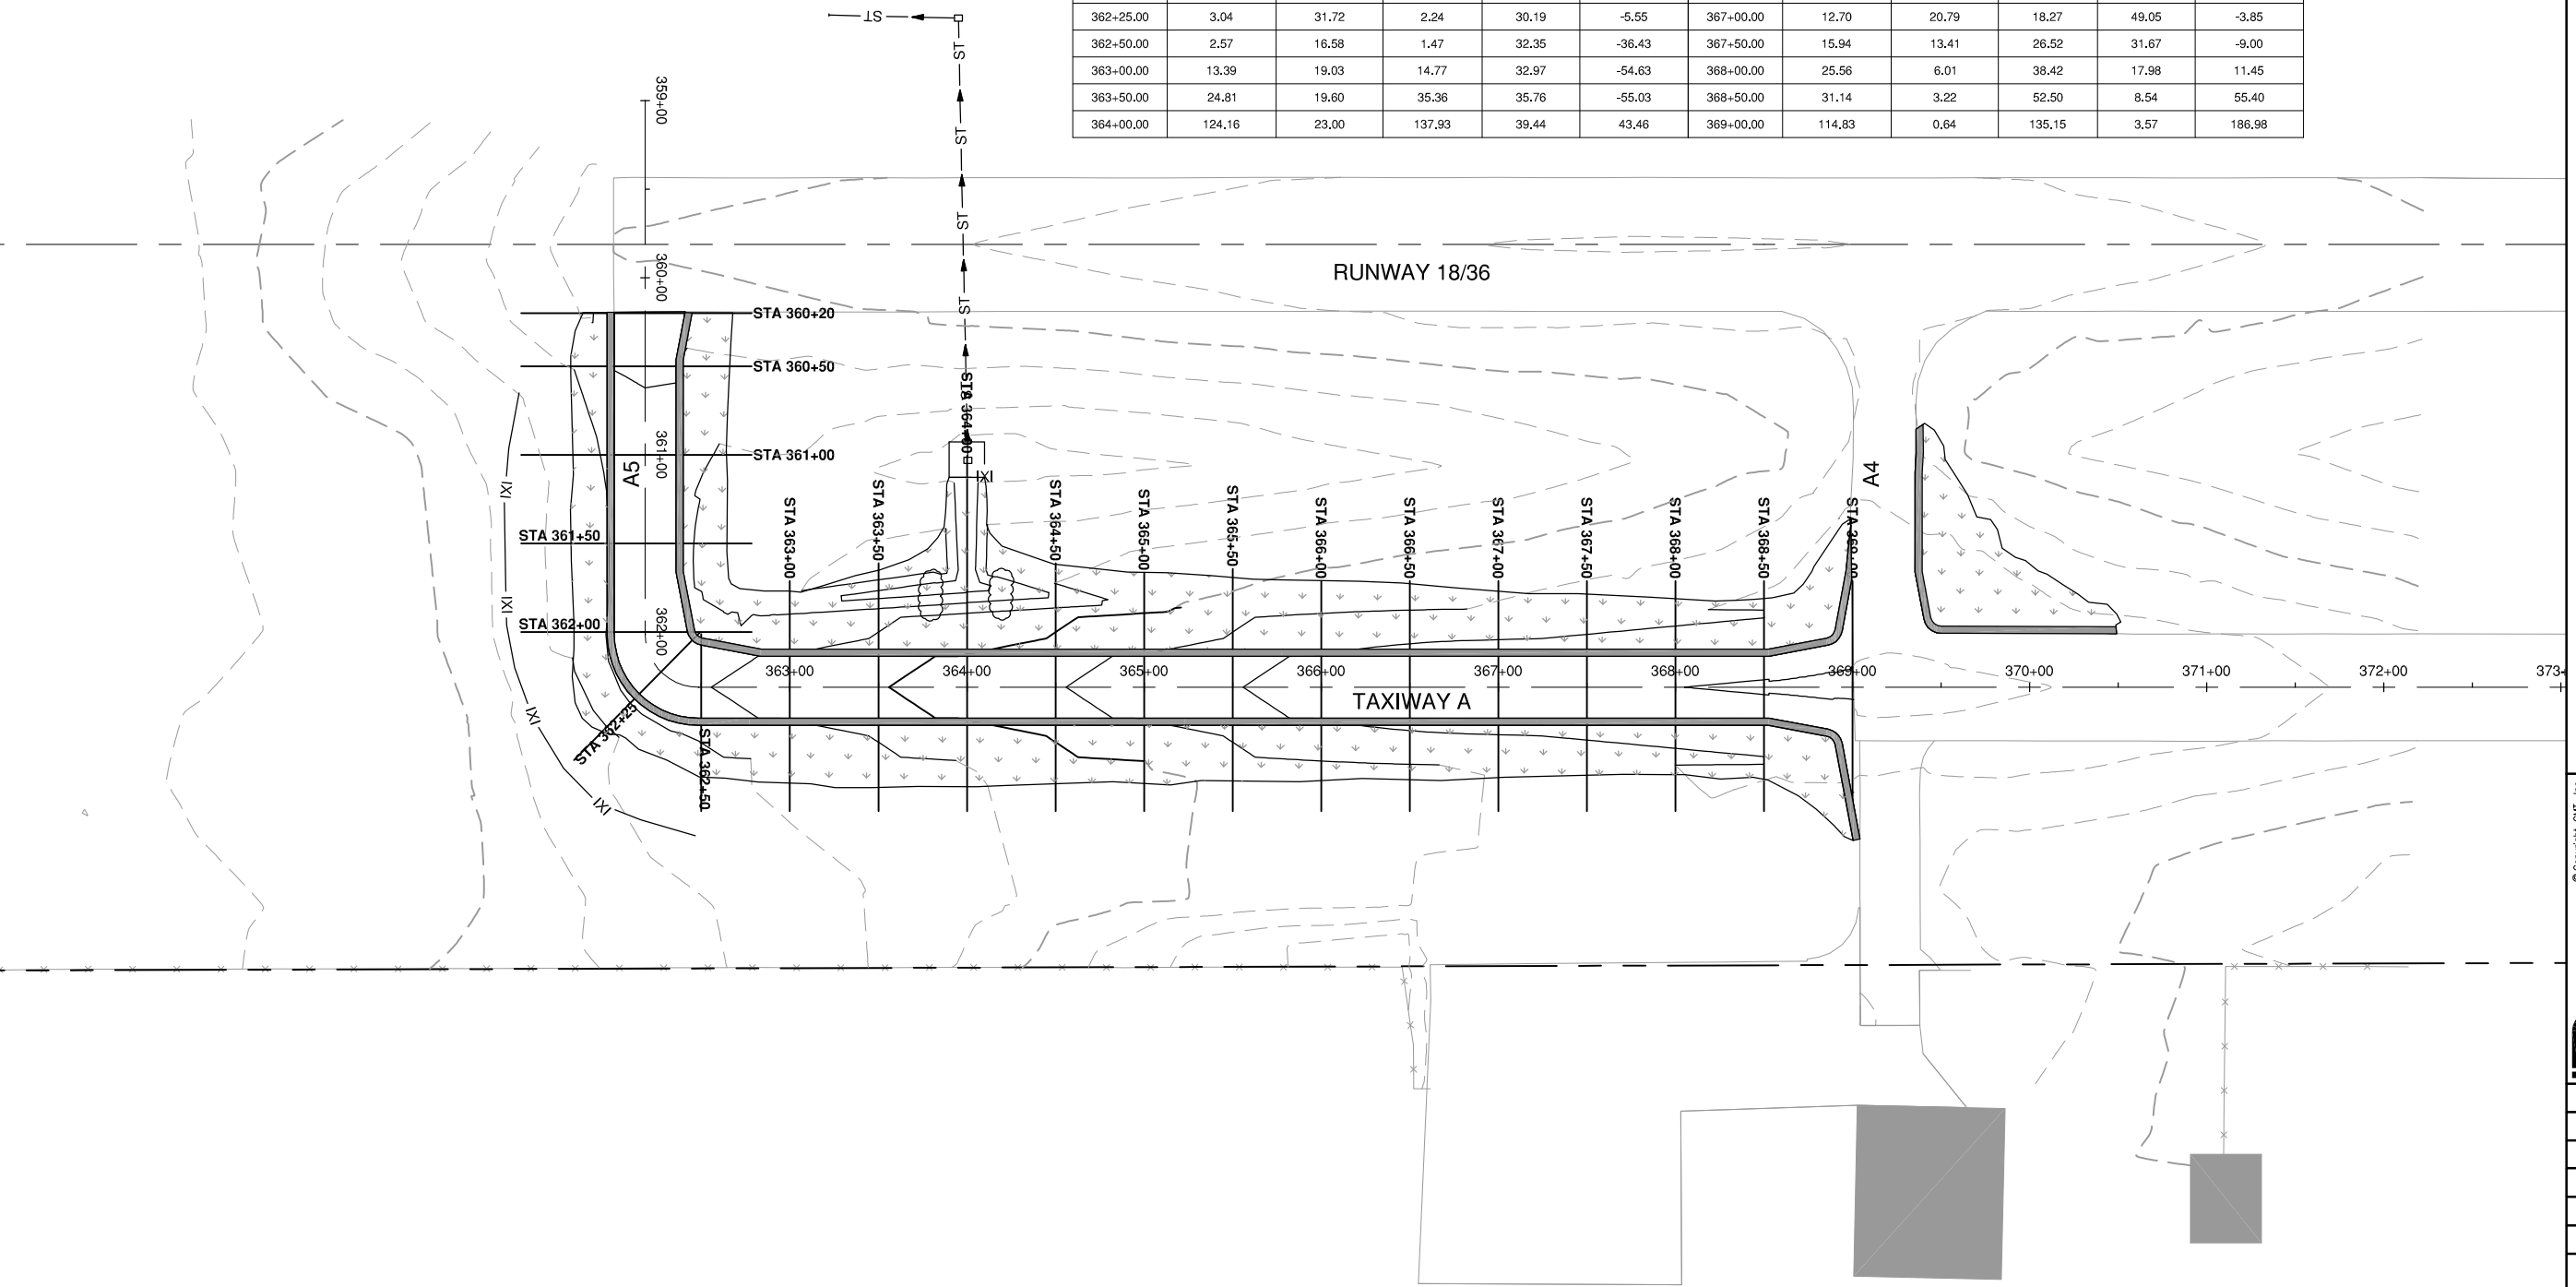 362+25.00 3.04 31.72 2.24 30.19 -5.55 367+00.00 12.70 20.79 18.27 49.05 -3.85
362+50.00 2.57 16.58 1.47 32.35 -36.43 367+50.00 15.94 13.41 26.52 31.67 -9.00
363+00.00 13.39 19.03 14.77 32.97 -54.63 368+00.00 25.56 6.01 38.42 17.98 11.45
363+50.00 24.81 19.60 35.36 35.76 -55.03 368+50.00 31.14 3.22 52.50 8.54 55.40
364+00.00 124.16 23.00 137.93 39.44 43.46 369+00.00 114.83 0.64 135.15 3.57 186.98
ST
ST
ST
ST
ST
359+00
RUNWAY 18/36
360+00
STA 360+20
STA 360+50
STA 364+00
STA 361+00
361+00
A5
A4
IXI
IXI
STA 361+50
STA 363+00
STA 363+50
STA 364+50
STA 365+00
STA 365+50
STA 366+00
STA 366+50
STA 367+00
STA 367+50
STA 368+00
STA 368+50
STA 369+00
IXI
STA 362+00
362+00
363+00
364+00
365+00
366+00
367+00
368+00
369+00
370+00
371+00
372+00
TAXIWAY A
IXI
STA 362+25
STA 362+50
IXI